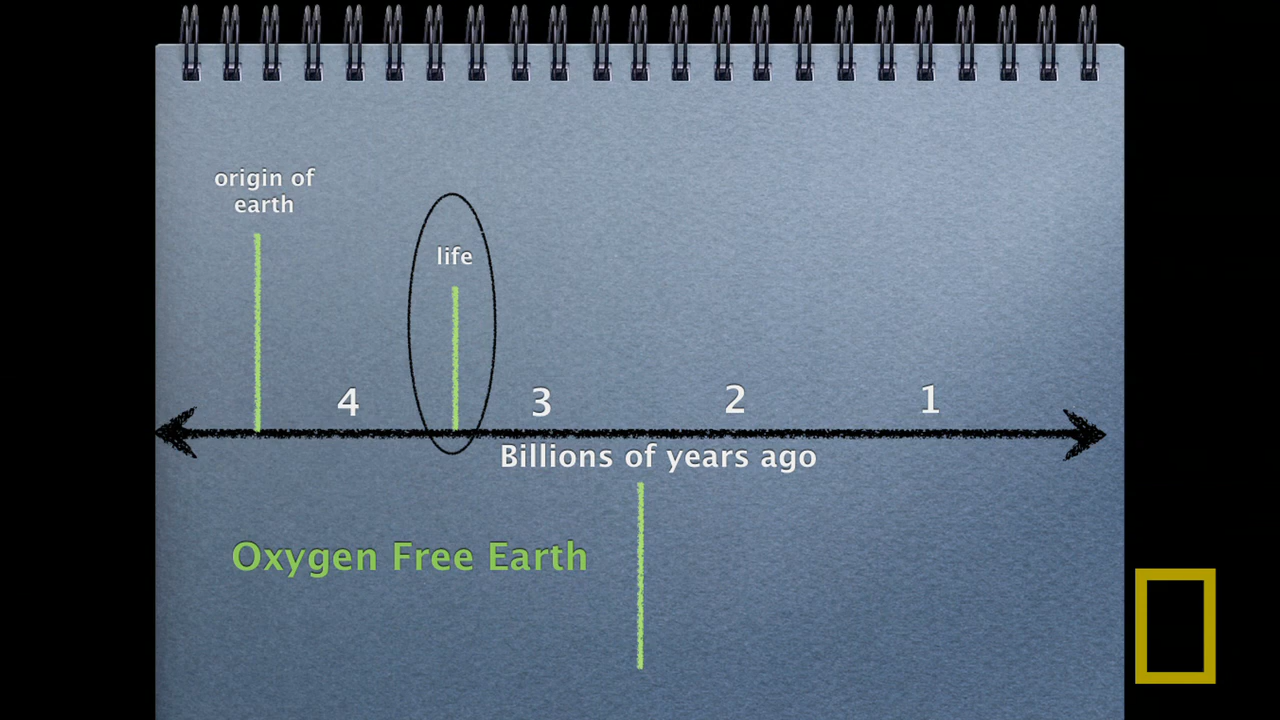 origin of
earth
life
4 3 2 1
Billions of years ago
Oxygen Free Earth